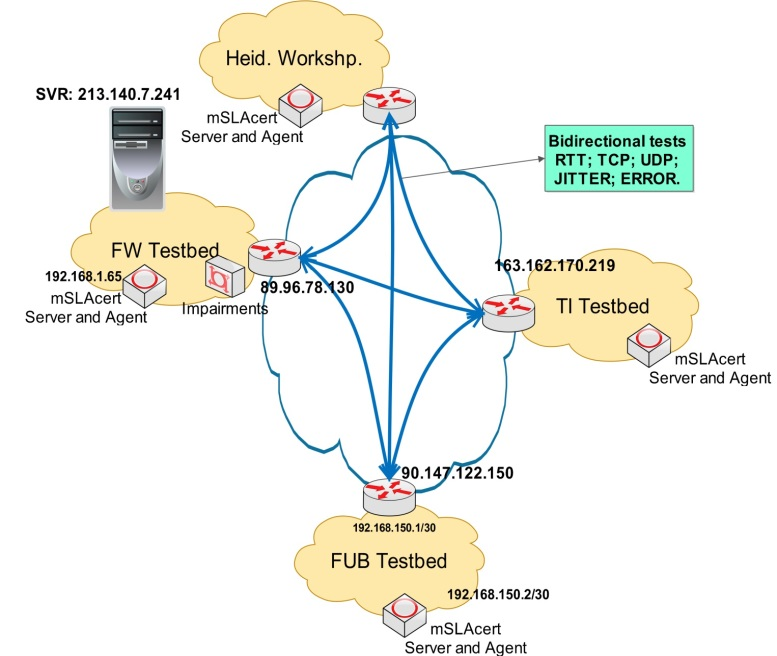 Heid. Workshp.
SVR: 213.140.7.241
mSLAcert
Server and Agent
Bidirectional tests
RTT; TCP; UDP;
JITTER; ERROR.
FW Testbed
192.168.1.65
mSLAcert
Server and Agent
Impairments
89.96.78.130
163.162.170.219
TI Testbed
mSLAcert
Server and Agent
90.147.122.150
192.168.150.1/30
FUB Testbed
192.168.150.2/30
mSLAcert
Server and Agent